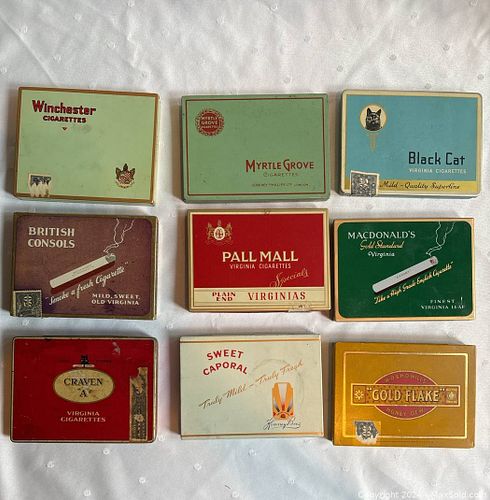 Winchester
CIGARETTES
MYRTLE
GROVE
MYRTLE GROVE
CIGARETTES
Black Cat
VIRGINIA CIGARETTES
Mild - Quality Superfine
BRITISH
CONSOLS
"Smoke a fresh Cigarette"
MILD, SWEET,
OLD VIRGINIA
PALL MALL
VIRGINIA CIGARETTES
Specials
PLAIN
END
VIRGINIAS
MACDONALD'S
Gold Standard
Virginia
"Like a High Grade English Cigarette"
FINEST
VIRGINIA LEAF
CRAVEN
"A"
VIRGINIA
CIGARETTES
SWEET
CAPORAL
Truly Mild - Truly Fresh
GOLD FLAKE
HONEY DEW
Copyright 2024 - MaxSold.com